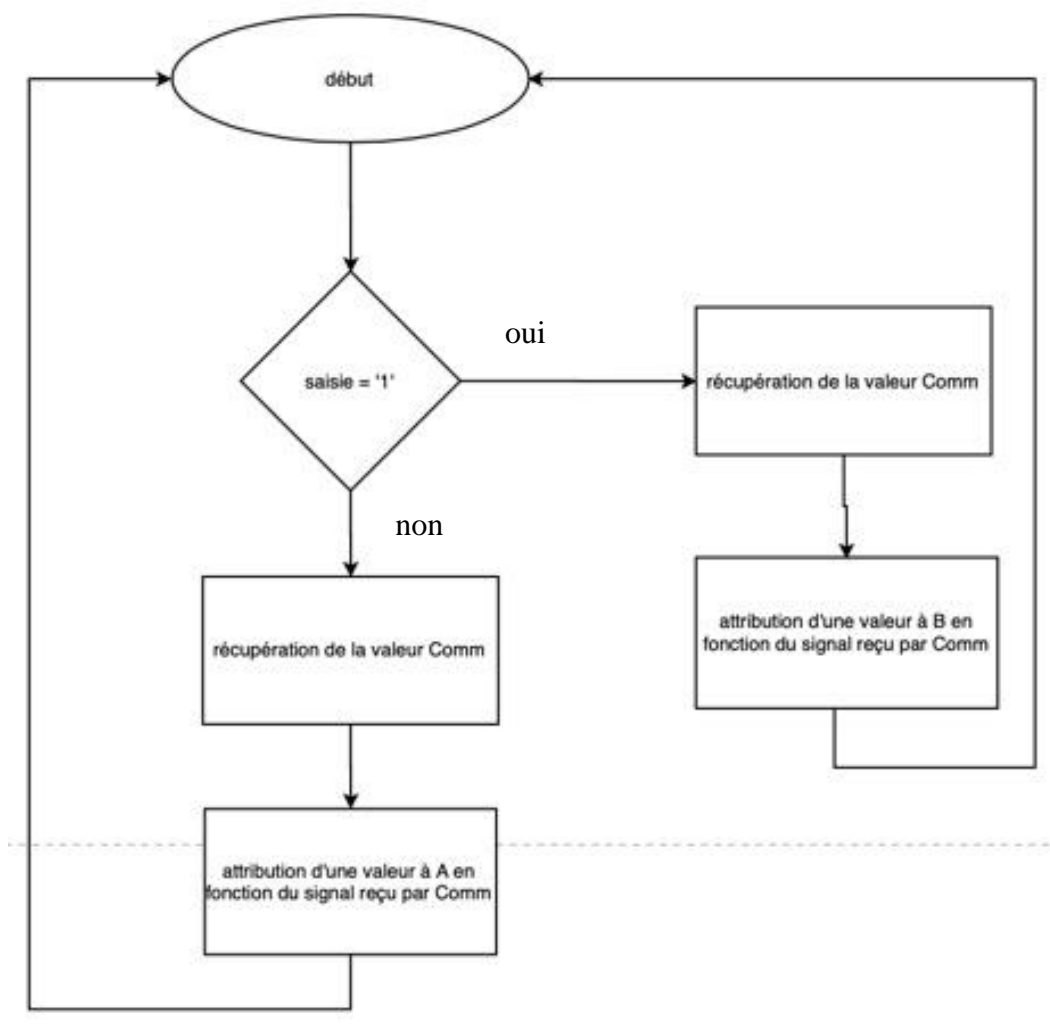 début
saisie = '1'
oui
récupération de la valeur Comm
non
attribution d'une valeur à B en
fonction du signal reçu par Comm
récupération de la valeur Comm
attribution d'une valeur à A en
fonction du signal reçu par Comm